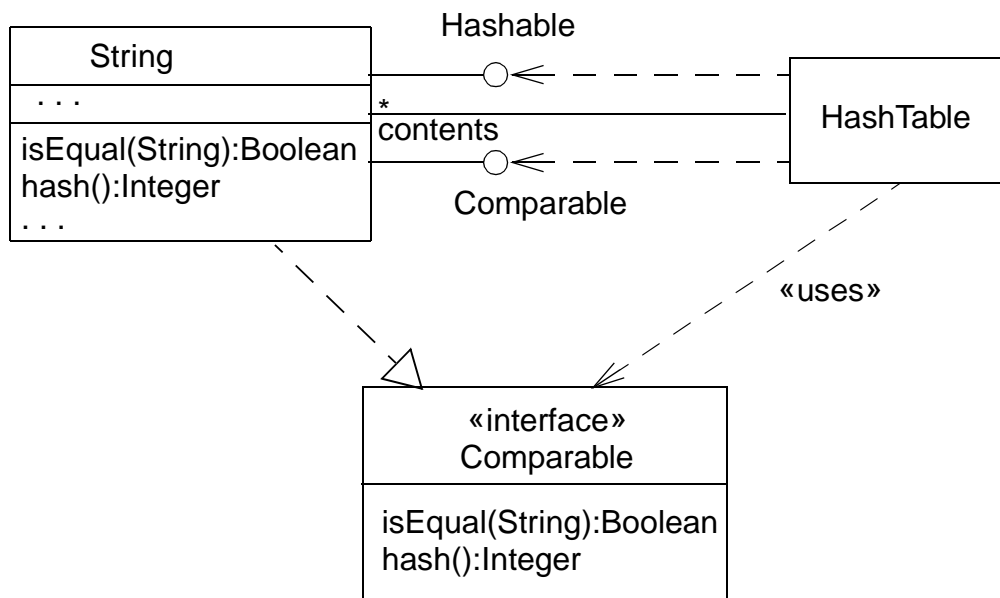 Hashable
String
. . .
*
contents
HashTable
isEqual(String):Boolean
hash():Integer
. . .
Comparable
«uses»
«interface»
Comparable
isEqual(String):Boolean
hash():Integer